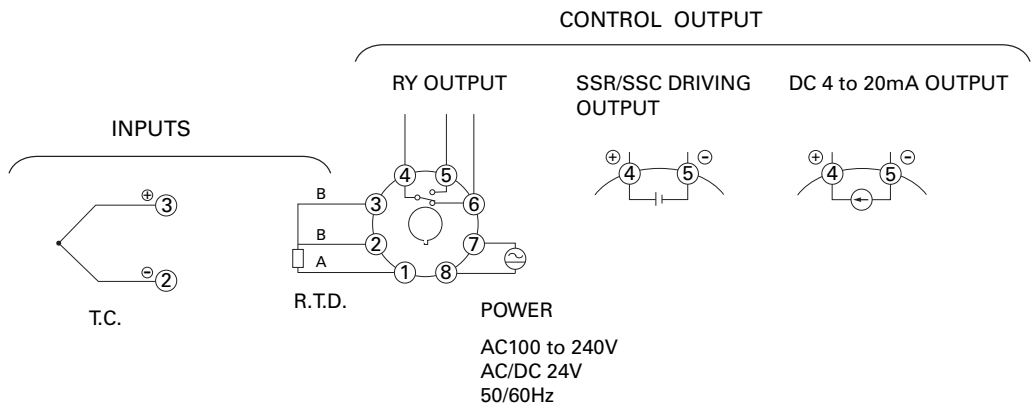 CONTROL OUTPUT
RY OUTPUT
SSR/SSC DRIVING
OUTPUT
DC 4 to 20mA OUTPUT
INPUTS
⊕ 3
⊖ 2
T.C.
B
B
A
R.T.D.
4 5
3 6
2 7
1 8
⊕ 4 5 ⊖
⊕ 4 5 ⊖
POWER
AC100 to 240V
AC/DC 24V
50/60Hz